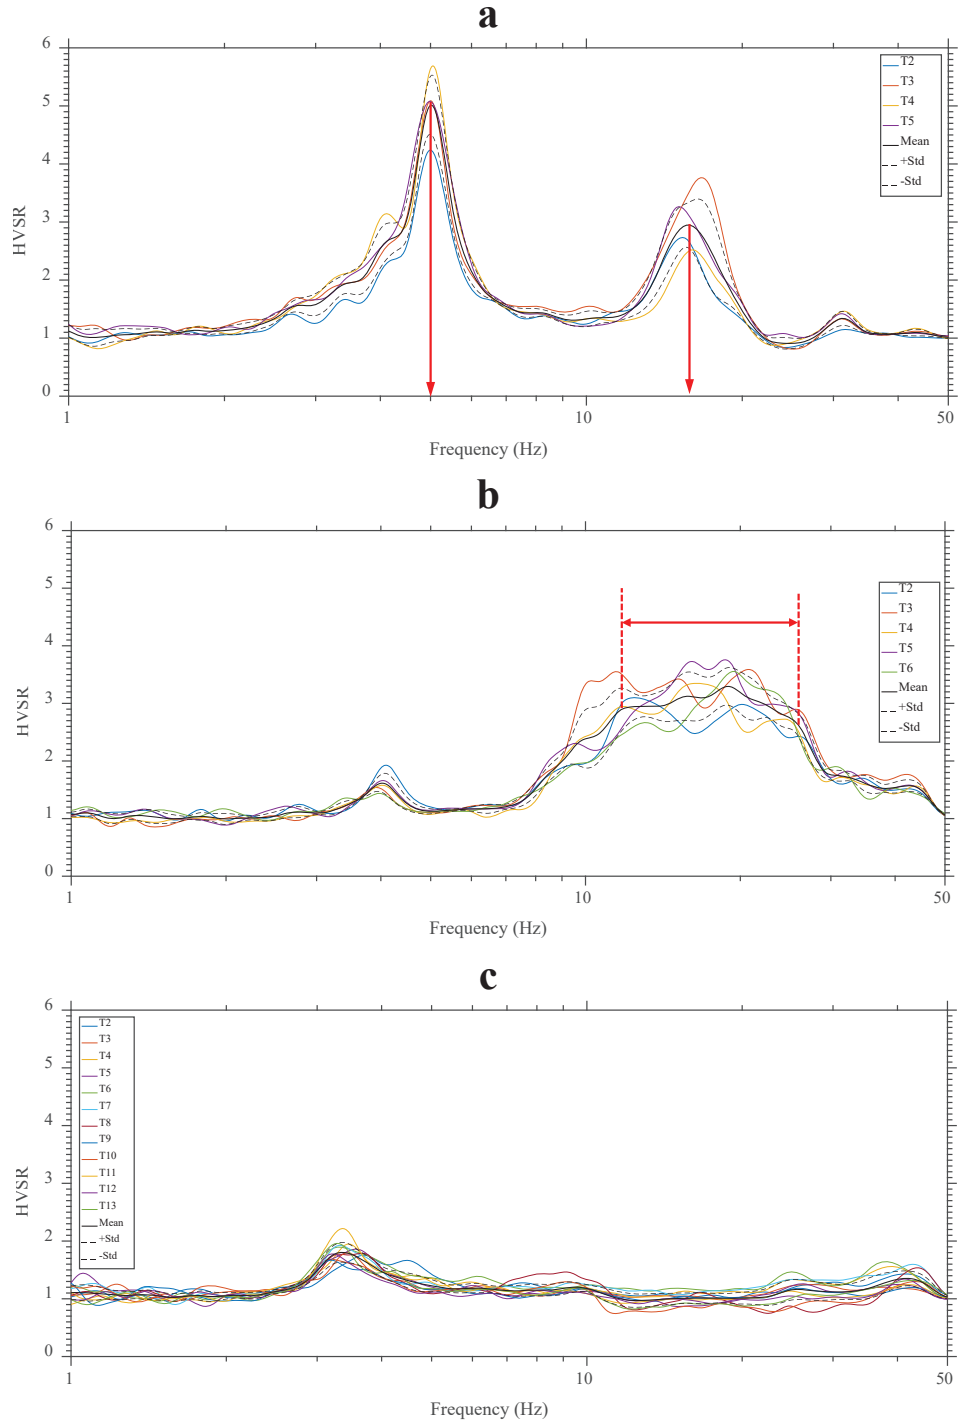 a
6
5
4
3
2
1
0
HVSR
T2
T3
T4
T5
Mean
+Std
-Std
1
10
20
50
Frequency (Hz)
b
6
5
4
3
2
1
0
HVSR
T2
T3
T4
T5
T6
Mean
+Std
-Std
1
10
50
Frequency (Hz)
c
6
5
4
3
2
1
0
HVSR
T2
T3
T4
T5
T6
T7
T8
T9
T10
T11
T12
T13
Mean
+Std
-Std
1
10
50
Frequency (Hz)